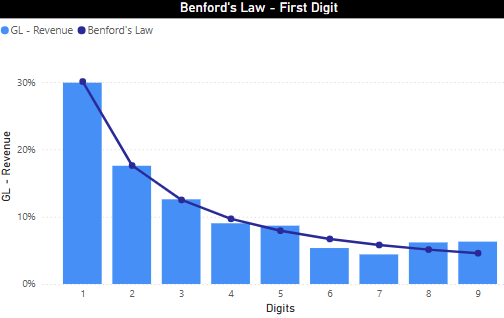 Benford's Law - First Digit
GL - Revenue Benford's Law
30%
20%
10%
0%
GL - Revenue
1 2 3 4 5 6 7 8 9
Digits